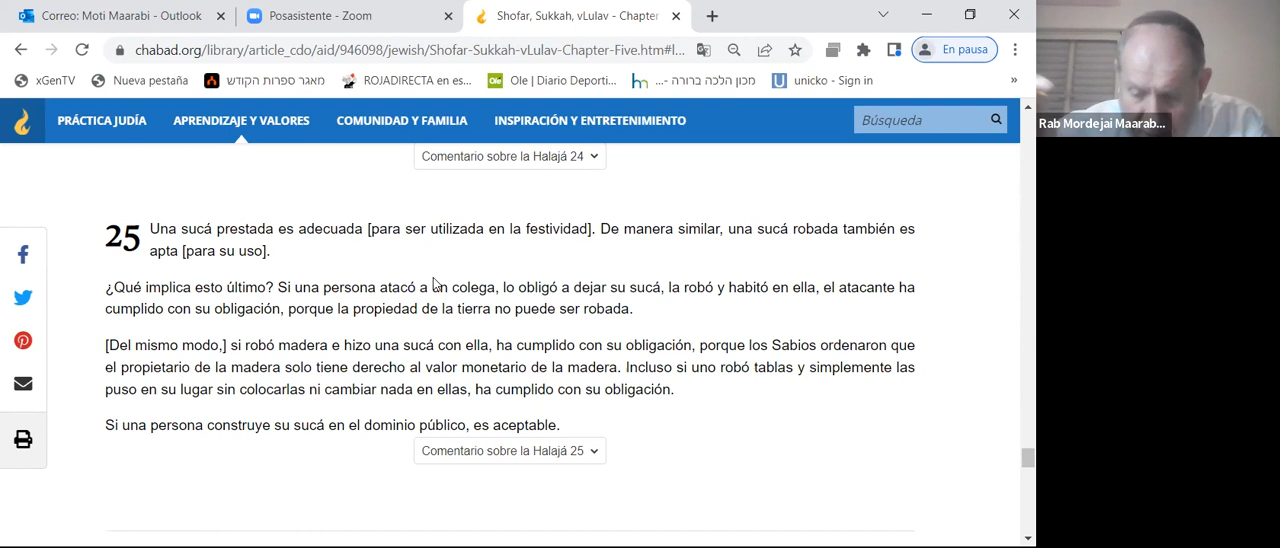 Correo: Moti Maarabi - Outlook
Posasistente - Zoom
Shofar, Sukkah, vLulav - Chapter
chabad.org/library/article_cdo/aid/946098/jewish/Shofar-Sukkah-vLulav-Chapter-Five.htm#l...
En pausa
xGenTV
Nueva pestaña
מאגר ספרות הקודש
ROJADIRECTA en es...
Ole | Diario Deporti...
מכון הלכה ברורה -...
unicko - Sign in
»
PRÁCTICA JUDÍA
APRENDIZAJE Y VALORES
COMUNIDAD Y FAMILIA
INSPIRACIÓN Y ENTRETENIMIENTO
Búsqueda
Rab Mordejai Maarab...
Comentario sobre la Halajá 24
25 Una sucá prestada es adecuada [para ser utilizada en la festividad]. De manera similar, una sucá robada también es
apta [para su uso].
¿Qué implica esto último? Si una persona atacó a un colega, lo obligó a dejar su sucá, la robó y habitó en ella, el atacante ha
cumplido con su obligación, porque la propiedad de la tierra no puede ser robada.
[Del mismo modo,] si robó madera e hizo una sucá con ella, ha cumplido con su obligación, porque los Sabios ordenaron que
el propietario de la madera solo tiene derecho al valor monetario de la madera. Incluso si uno robó tablas y simplemente las
puso en su lugar sin colocarlas ni cambiar nada en ellas, ha cumplido con su obligación.
Si una persona construye su sucá en el dominio público, es aceptable.
Comentario sobre la Halajá 25